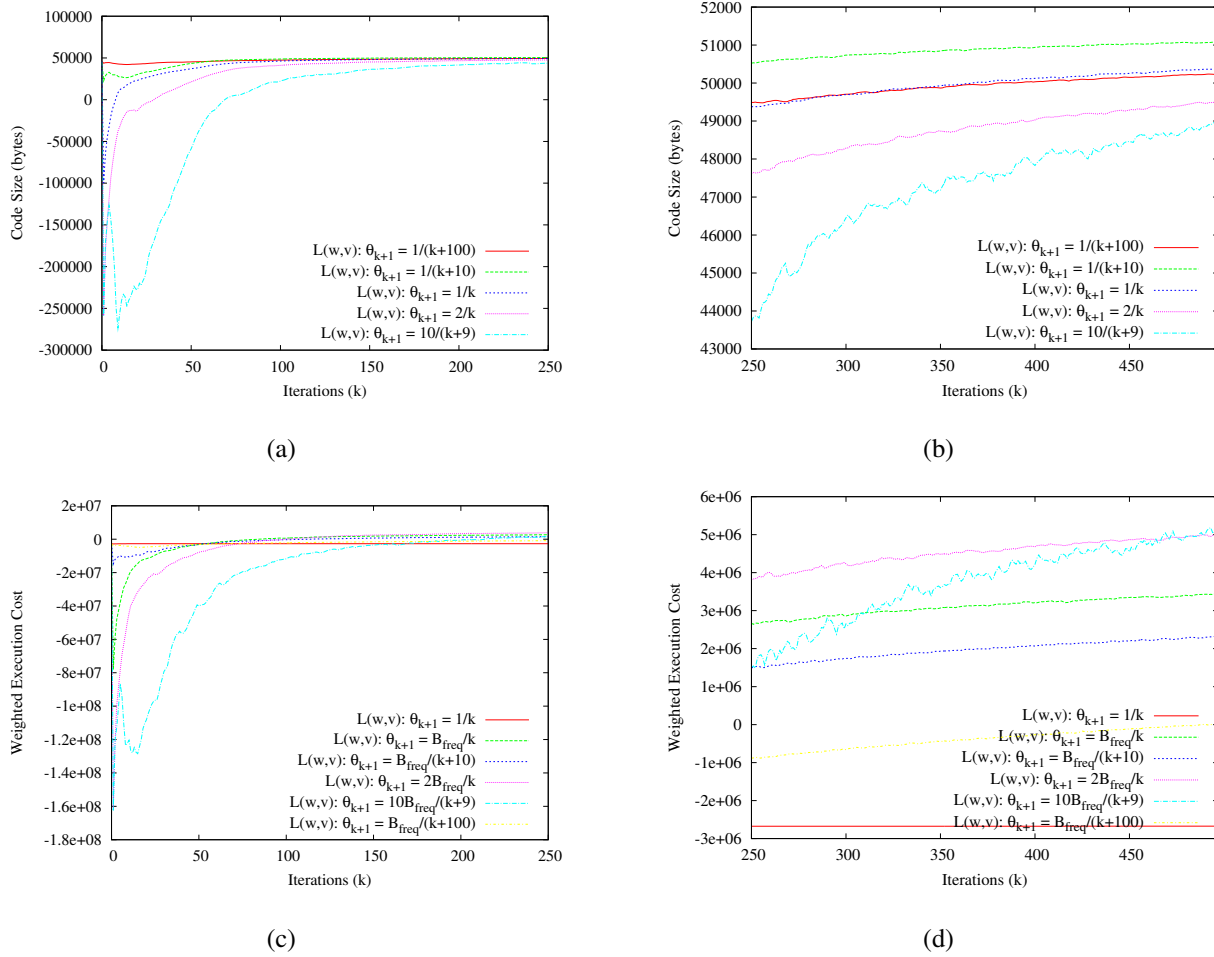 100000
50000
0
-50000
-100000
-150000
-200000
-250000
-300000
0
50
100
150
200
250
Code Size (bytes)
Iterations (k)
L(w,v): θk+1 = 1/(k+100)
L(w,v): θk+1 = 1/(k+10)
L(w,v): θk+1 = 1/k
L(w,v): θk+1 = 2/k
L(w,v): θk+1 = 10/(k+9)
(a)
52000
51000
50000
49000
48000
47000
46000
45000
44000
43000
250
300
350
400
450
Code Size (bytes)
Iterations (k)
L(w,v): θk+1 = 1/(k+100)
L(w,v): θk+1 = 1/(k+10)
L(w,v): θk+1 = 1/k
L(w,v): θk+1 = 2/k
L(w,v): θk+1 = 10/(k+9)
(b)
2e+07
0
-2e+07
-4e+07
-6e+07
-8e+07
-1e+08
-1.2e+08
-1.4e+08
-1.6e+08
-1.8e+08
0
50
100
150
200
250
Weighted Execution Cost
Iterations (k)
L(w,v): θk+1 = 1/k
L(w,v): θk+1 = Bfreq/k
L(w,v): θk+1 = Bfreq/(k+10)
L(w,v): θk+1 = 2Bfreq/k
L(w,v): θk+1 = 10Bfreq/(k+9)
L(w,v): θk+1 = Bfreq/(k+100)
(c)
6e+06
5e+06
4e+06
3e+06
2e+06
1e+06
0
-1e+06
-2e+06
-3e+06
250
300
350
400
450
Weighted Execution Cost
Iterations (k)
L(w,v): θk+1 = 1/k
L(w,v): θk+1 = Bfreq/k
L(w,v): θk+1 = Bfreq/(k+10)
L(w,v): θk+1 = 2Bfreq/k
L(w,v): θk+1 = 10Bfreq/(k+9)
L(w,v): θk+1 = Bfreq/(k+100)
(d)